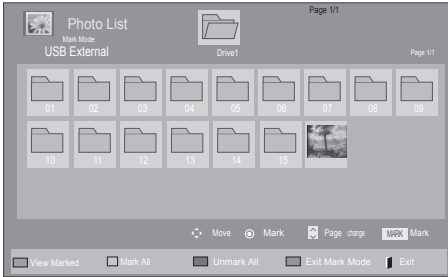 Page 1/1
Photo List
Mark Mode
USB External
Drive1
Page 1/1
01 02 03 04 05 06 07 08 09
10 11 12 13 14 15
Move Mark Page change MARK Mark
View Marked Mark All Unmark All Exit Mark Mode Exit